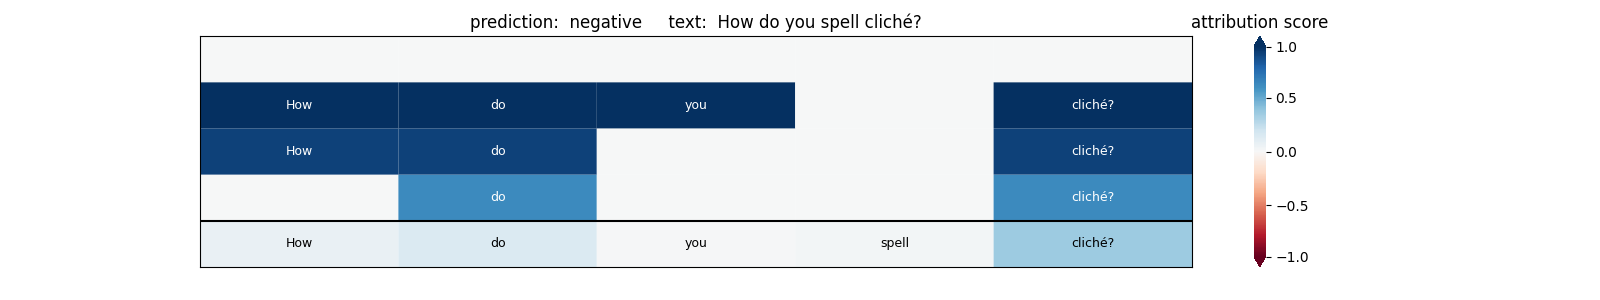 prediction:  negative     text:  How do you spell cliché?
attribution score
How do you cliché?
How do cliché?
do cliché?
How do you spell cliché?
1.0
0.5
0.0
−0.5
−1.0